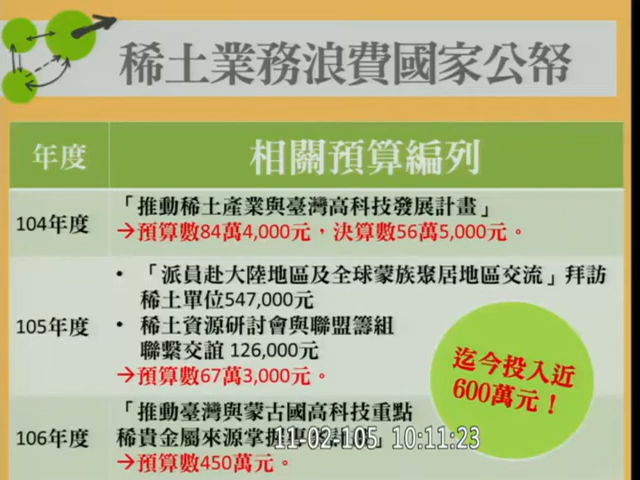 稀土業務浪費國家公帑
年度
相關預算編列
104年度
「推動稀土產業與臺灣高科技發展計畫」
→預算數84萬4,000元，決算數56萬5,000元。
105年度
• 「派員赴大陸地區及全球蒙族聚居地區交流」拜訪
稀土單位547,000元
• 稀土資源研討會與聯盟籌組
聯繫交誼 126,000元
→預算數67萬3,000元。
迄今投入近
600萬元！
106年度
「推動臺灣與蒙古國高科技重點
稀貴金屬來源掌握
11-02-105 10:11:23
→預算數450萬元。